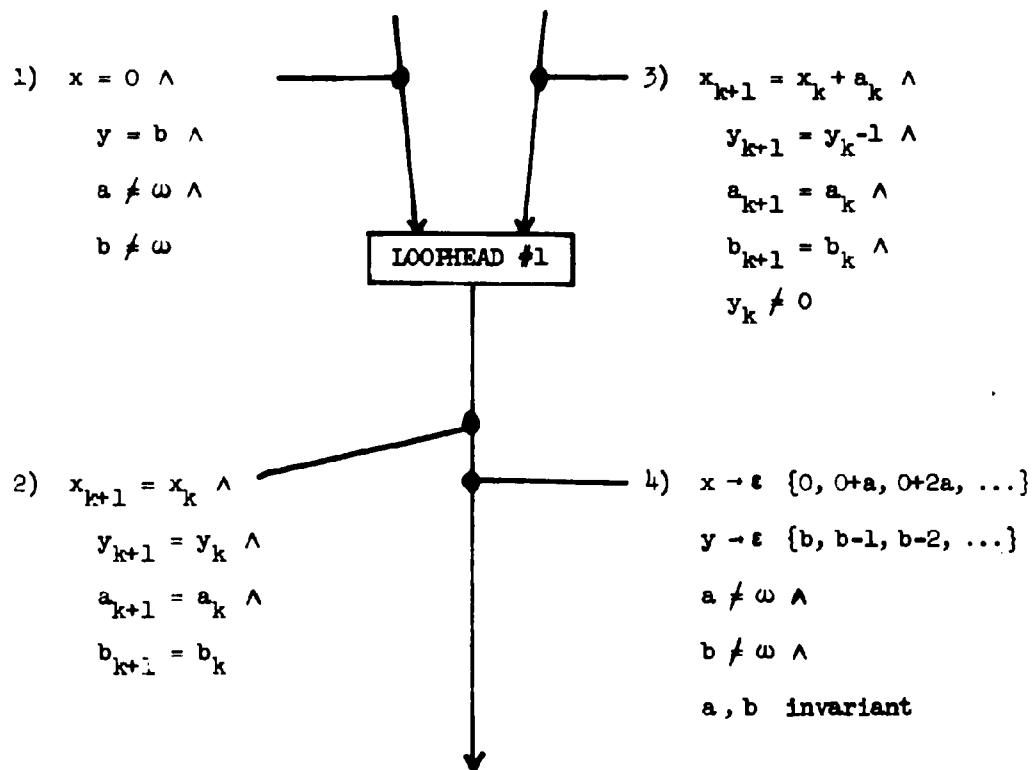 1) x = 0 ∧
y = b ∧
a ≠ ω ∧
b ≠ ω
3) x_{k+1} = x_k + a_k ∧
y_{k+1} = y_k -1 ∧
a_{k+1} = a_k ∧
b_{k+1} = b_k ∧
y_k ≠ 0
LOOPHEAD #1
2) x_{k+1} = x_k ∧
y_{k+1} = y_k ∧
a_{k+1} = a_k ∧
b_{k+1} = b_k
4) x → ε {0, 0+a, 0+2a, ...}
y → ε {b, b-1, b-2, ...}
a ≠ ω ∧
b ≠ ω ∧
a , b invariant